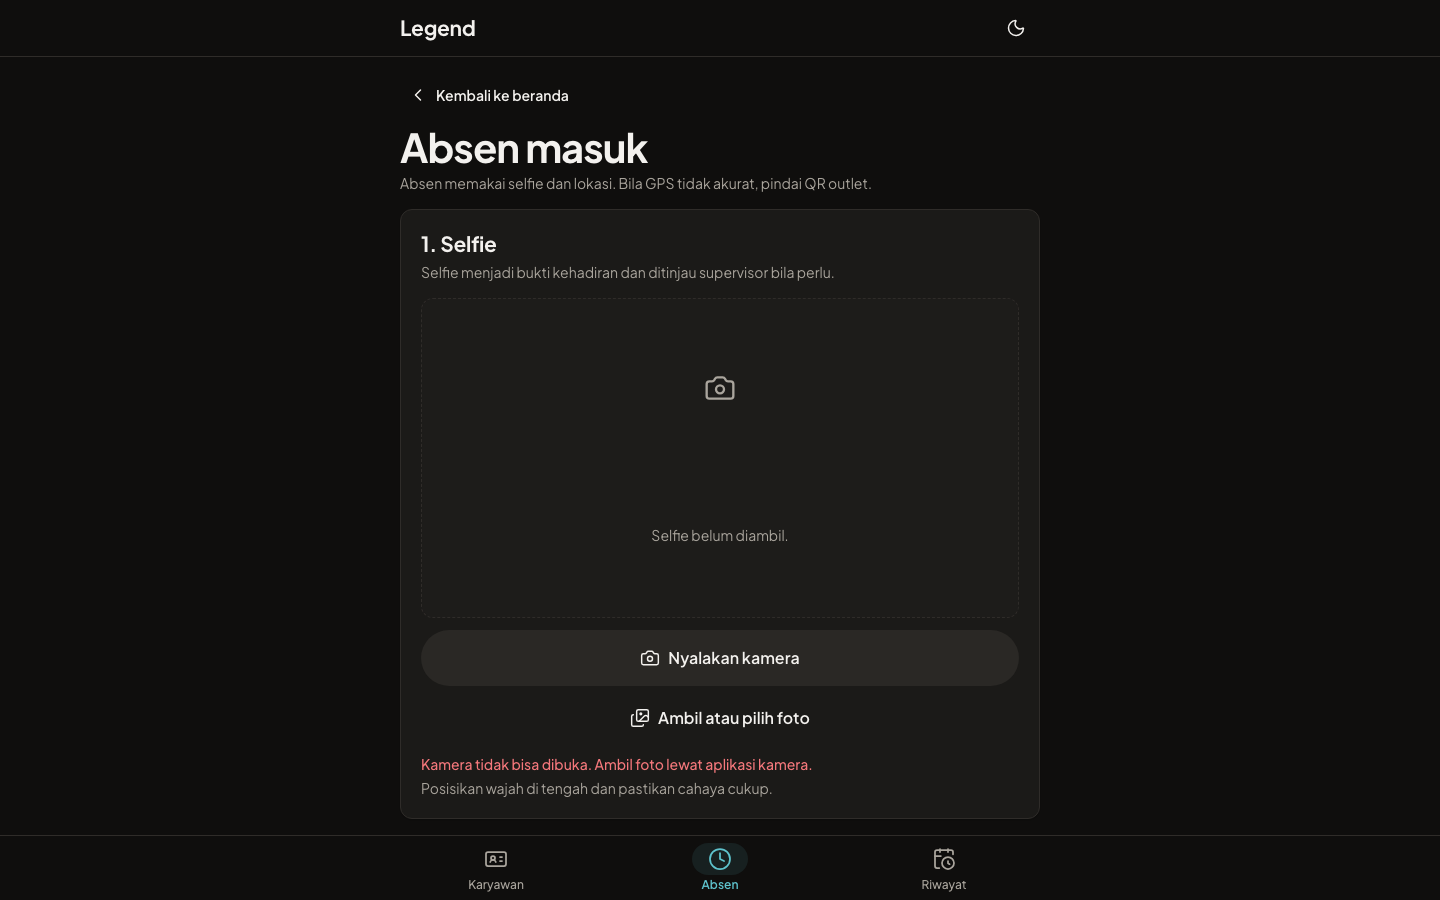 Legend
Kembali ke beranda
Absen masuk
Absen memakai selfie dan lokasi. Bila GPS tidak akurat, pindai QR outlet.
1. Selfie
Selfie menjadi bukti kehadiran dan ditinjau supervisor bila perlu.
Selfie belum diambil.
Nyalakan kamera
Ambil atau pilih foto
Kamera tidak bisa dibuka. Ambil foto lewat aplikasi kamera.
Posisikan wajah di tengah dan pastikan cahaya cukup.
Karyawan
Absen
Riwayat